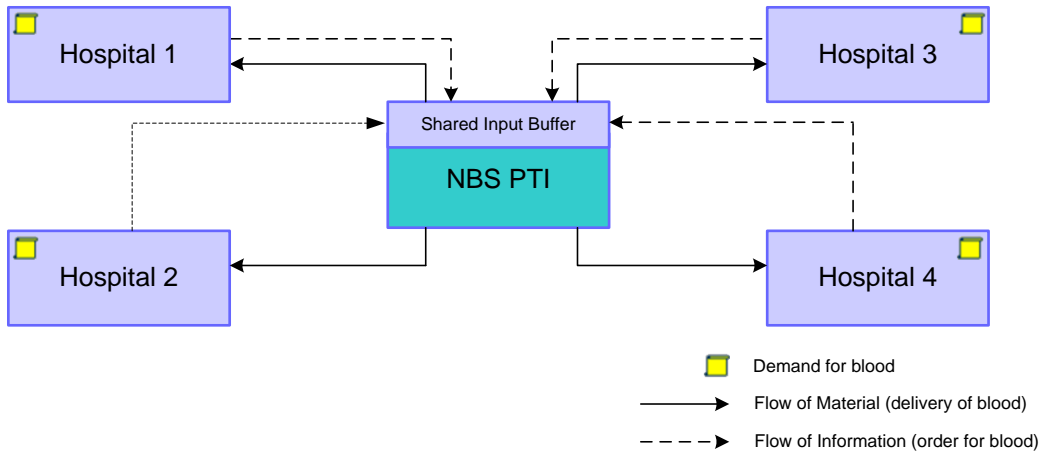 Hospital 1
Hospital 3
Shared Input Buffer
NBS PTI
Hospital 2
Hospital 4
Demand for blood
Flow of Material (delivery of blood)
Flow of Information (order for blood)